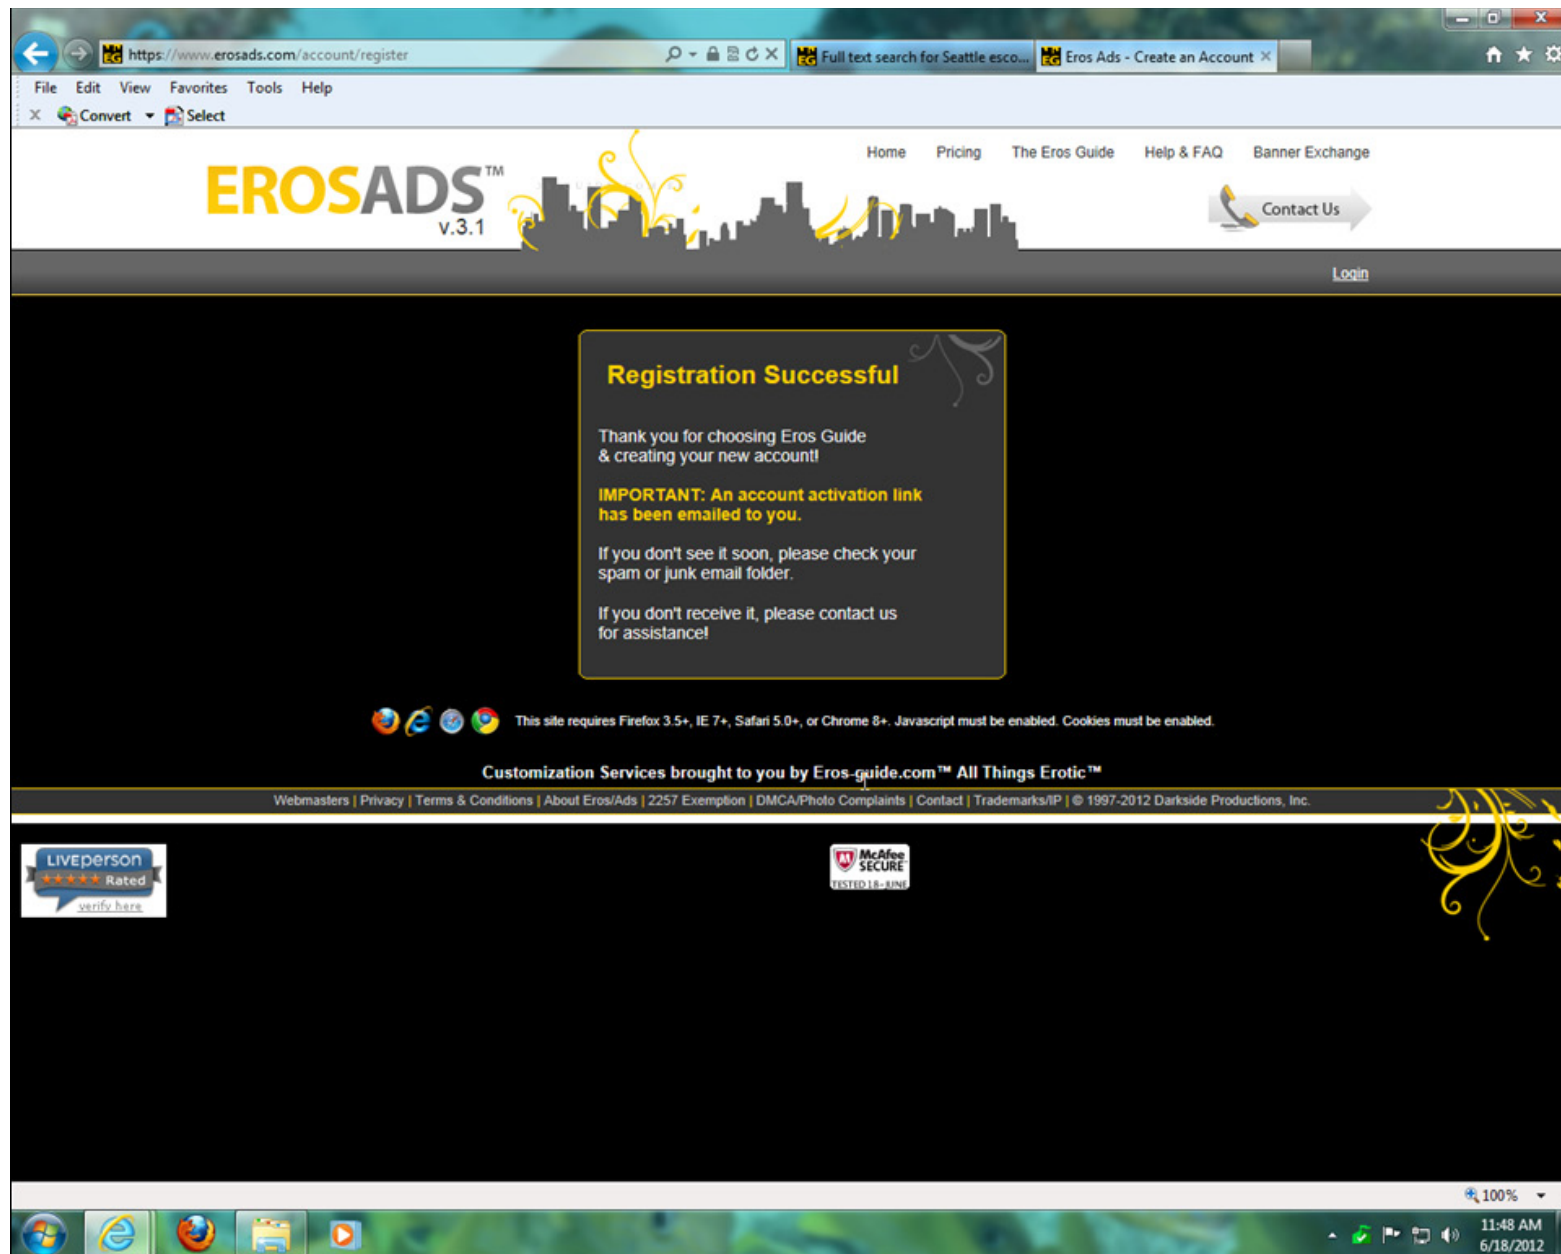 https://www.erosads.com/account/register
Full text search for Seattle esco...
Eros Ads - Create an Account
File Edit View Favorites Tools Help
Convert Select
Home Pricing The Eros Guide Help & FAQ Banner Exchange
EROSADS™
v.3.1
Contact Us
Login
Registration Successful
Thank you for choosing Eros Guide
& creating your new account!
IMPORTANT: An account activation link
has been emailed to you.
If you don't see it soon, please check your
spam or junk email folder.
If you don't receive it, please contact us
for assistance!
This site requires Firefox 3.5+, IE 7+, Safari 5.0+, or Chrome 8+. Javascript must be enabled. Cookies must be enabled.
Customization Services brought to you by Eros-guide.com™ All Things Erotic™
Webmasters | Privacy | Terms & Conditions | About Eros/Ads | 2257 Exemption | DMCA/Photo Complaints | Contact | Trademarks/IP | © 1997-2012 Darkside Productions, Inc.
LIVEPERSON
Rated
verify here
McAfee
SECURE
TESTED 18-JUNE
100%
11:48 AM
6/18/2012